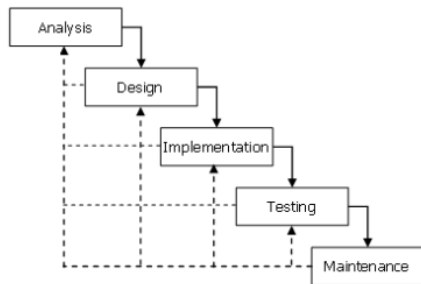 Analysis
Design
Implementation
Testing
Maintenance